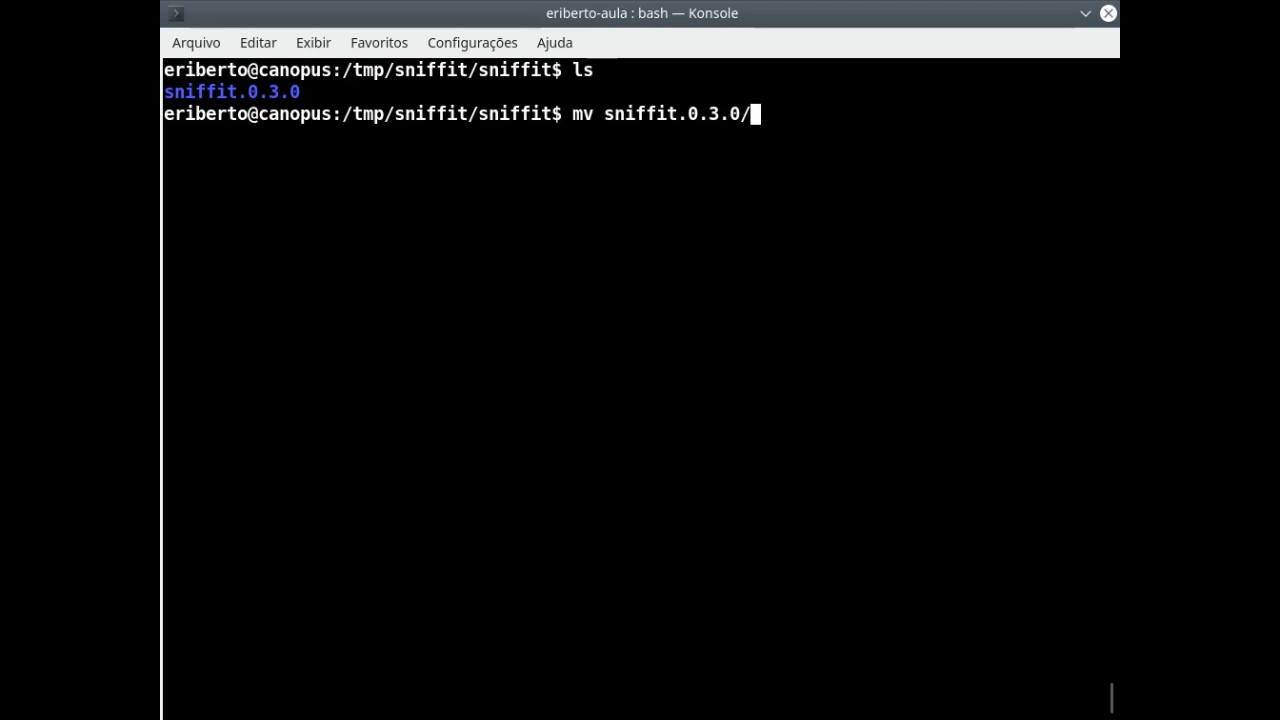 eriberto-aula : bash — Konsole
Arquivo Editar Exibir Favoritos Configurações Ajuda
eriberto@canopus:/tmp/sniffit/sniffit$ ls
sniffit.0.3.0
eriberto@canopus:/tmp/sniffit/sniffit$ mv sniffit.0.3.0/